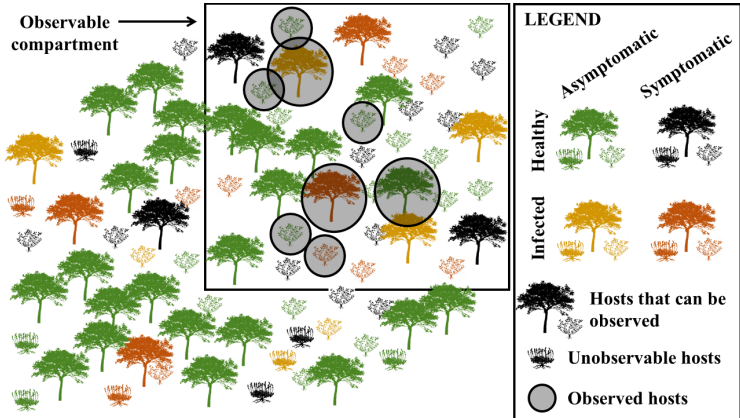 Observable
compartment
LEGEND
Asymptomatic
Symptomatic
Healthy
Infected
Hosts that can be
observed
Unobservable hosts
Observed hosts